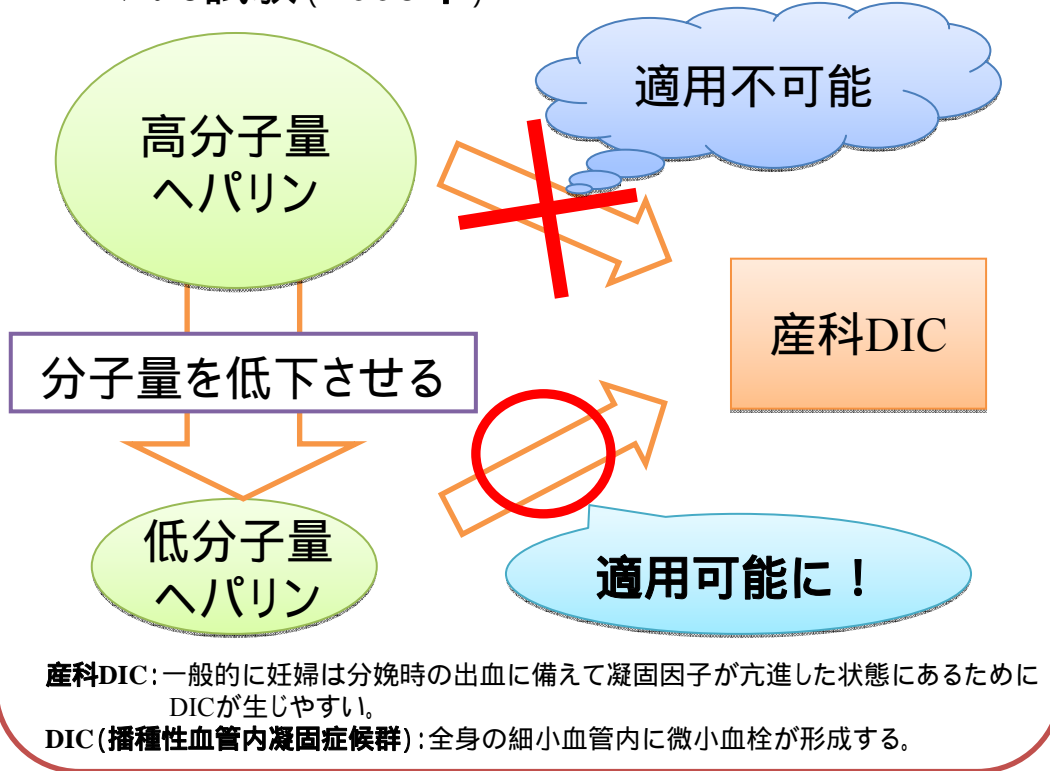 適用不可能
高分子量
ヘパリン
産科DIC
分子量を低下させる
低分子量
ヘパリン
適用可能に！
産科DIC：一般的に妊婦は分娩時の出血に備えて凝固因子が亢進した状態にあるために
DICが生じやすい。
DIC(播種性血管内凝固症候群)：全身の細小血管内に微小血栓が形成する。